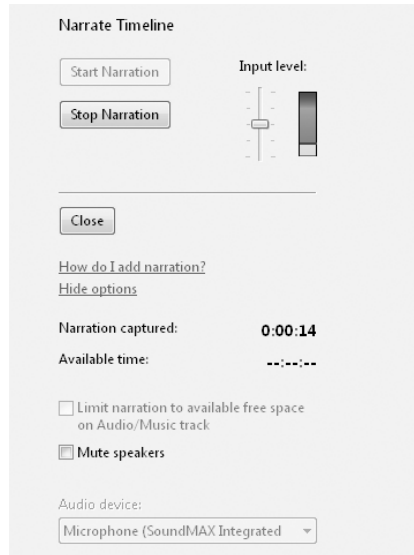 Narrate Timeline
Start Narration
Input level:
Stop Narration
Close
How do I add narration?
Hide options
Narration captured: 0:00:14
Available time: --:--:--
Limit narration to available free space
on Audio/Music track
Mute speakers
Audio device:
Microphone (SoundMAX Integrated